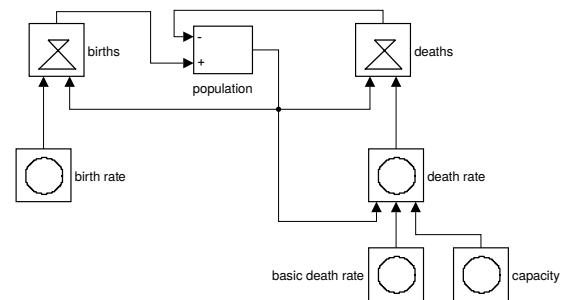 births
-
+
population
deaths
birth rate
death rate
basic death rate
capacity